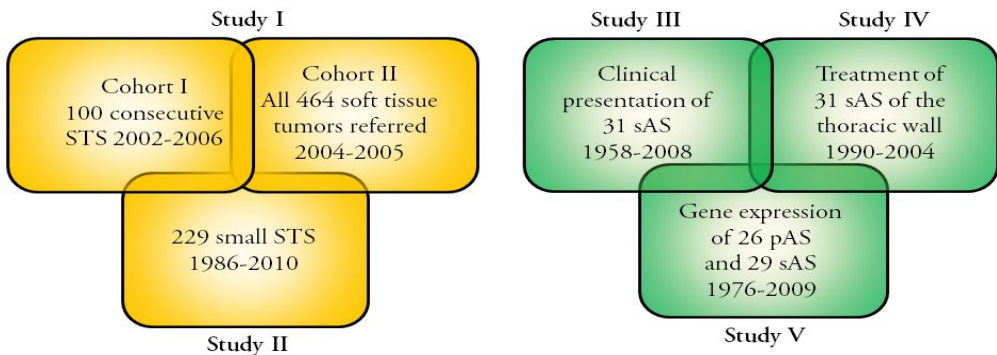 Study I
Cohort I
100 consecutive
STS 2002-2006
Cohort II
All 464 soft tissue
tumors referred
2004-2005
229 small STS
1986-2010
Study II
Study III
Study IV
Clinical
presentation of
31 sAS
1958-2008
Treatment of
31 sAS of the
thoracic wall
1990-2004
Gene expression
of 26 pAS
and 29 sAS
1976-2009
Study V